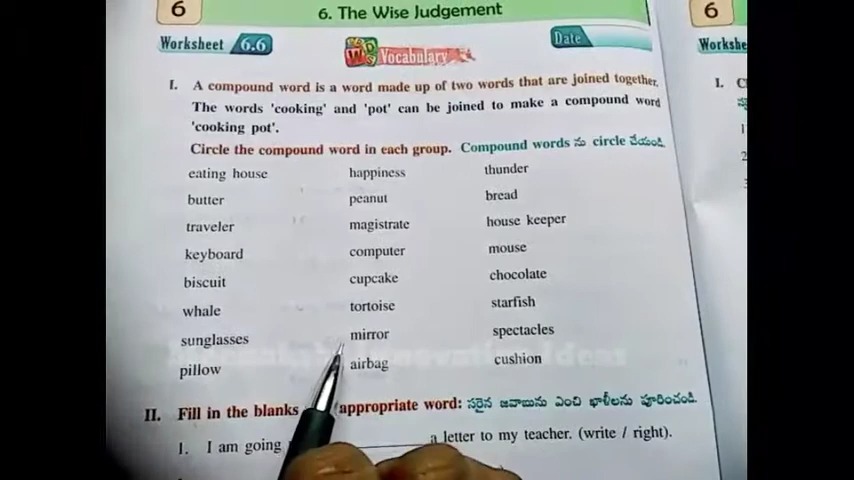 6
6. The Wise Judgement
6
Worksheet 6.6
Words
Vocabulary
Date
Workshe
I. A compound word is a word made up of two words that are joined together.
The words 'cooking' and 'pot' can be joined to make a compound word
'cooking pot'.
Circle the compound word in each group. Compound words ను circle చేయండి.
eating house happiness thunder
butter peanut bread
traveler magistrate house keeper
keyboard computer mouse
biscuit cupcake chocolate
whale tortoise starfish
sunglasses mirror spectacles
pillow airbag cushion
II. Fill in the blanks appropriate word: సరైన జవాబును ఎంచి ఖాళీలను పూరించండి.
1. I am going a letter to my teacher. (write / right).
I. C
1
2
3